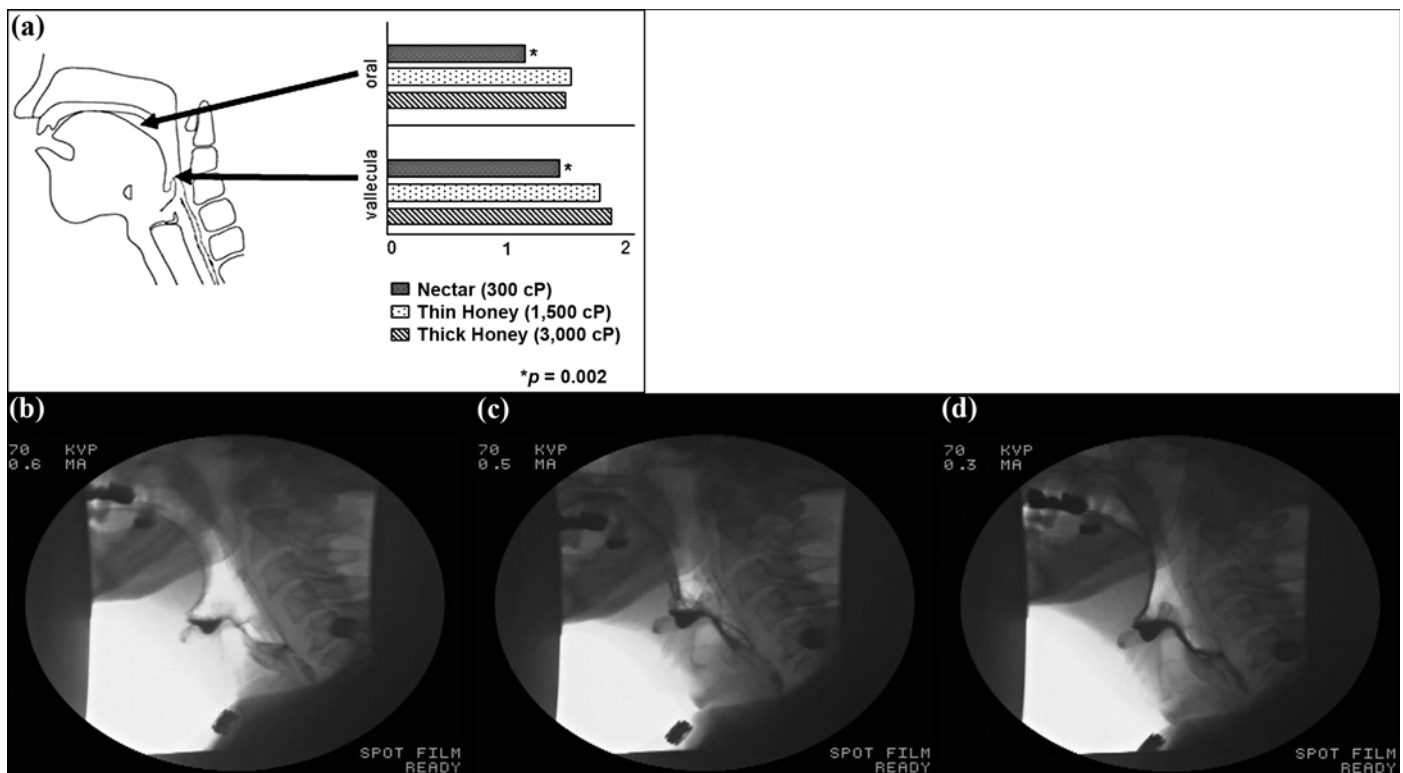 (a)
oral
*
vallecula
*
0 1 2
Nectar (300 cP)
Thin Honey (1,500 cP)
Thick Honey (3,000 cP)
*p = 0.002
(b)
70 KVP
0.6 MA
SPOT FILM
READY
(c)
70 KVP
0.5 MA
SPOT FILM
READY
(d)
70 KVP
0.3 MA
SPOT FILM
READY